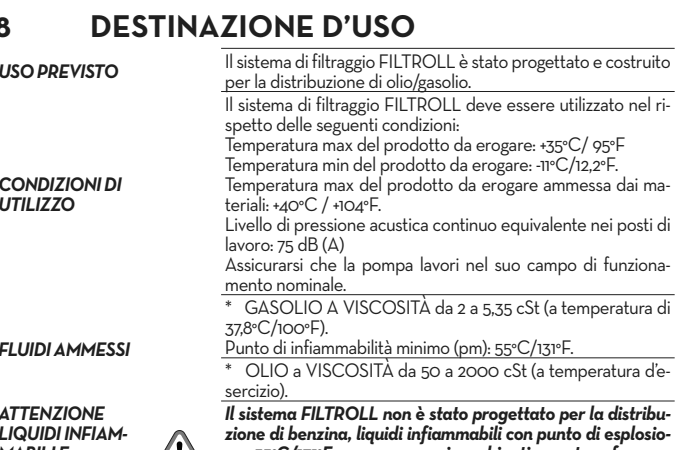 8 DESTINAZIONE D'USO
USO PREVISTO
Il sistema di filtraggio FILTROLL è stato progettato e costruito
per la distribuzione di olio/gasolio.
CONDIZIONI DI
UTILIZZO
Il sistema di filtraggio FILTROLL deve essere utilizzato nel ri-
spetto delle seguenti condizioni:
Temperatura max del prodotto da erogare: +35°C/ 95°F
Temperatura min del prodotto da erogare: -11°C/12,2°F.
Temperatura max del prodotto da erogare ammessa dai ma-
teriali: +40°C / +104°F.
Livello di pressione acustica continuo equivalente nei posti di
lavoro: 75 dB (A)
Assicurarsi che la pompa lavori nel suo campo di funziona-
mento nominale.
FLUIDI AMMESSI
* GASOLIO A VISCOSITÀ da 2 a 5,35 cSt (a temperatura di
37,8°C/100°F).
Punto di infiammabilità minimo (pm): 55°C/131°F.
* OLIO a VISCOSITÀ da 50 a 2000 cSt (a temperatura d'e-
sercizio).
ATTENZIONE
LIQUIDI INFIAM-
Il sistema FILTROLL non è stato progettato per la distribu-
zione di benzina, liquidi infiammabili con punto di esplosio-